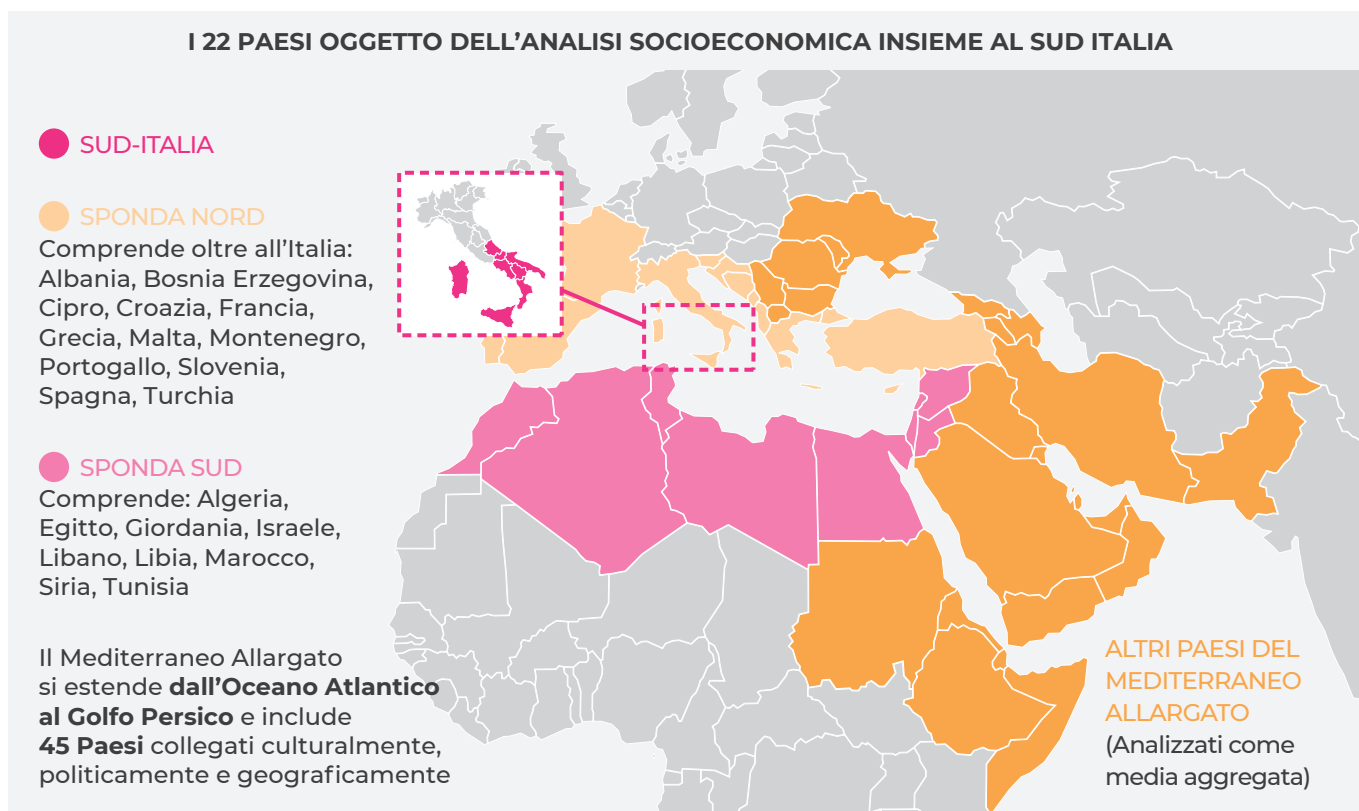 I 22 PAESI OGGETTO DELL’ANALISI SOCIOECONOMICA INSIEME AL SUD ITALIA
SUD-ITALIA
SPONDA NORD
Comprende oltre all’Italia:
Albania, Bosnia Erzegovina,
Cipro, Croazia, Francia,
Grecia, Malta, Montenegro,
Portogallo, Slovenia,
Spagna, Turchia
SPONDA SUD
Comprende: Algeria,
Egitto, Giordania, Israele,
Libano, Libia, Marocco,
Siria, Tunisia
Il Mediterraneo Allargato
si estende dall’Oceano Atlantico
al Golfo Persico e include
45 Paesi collegati culturalmente,
politicamente e geograficamente
ALTRI PAESI DEL
MEDITERRANEO
ALLARGATO
(Analizzati come
media aggregata)